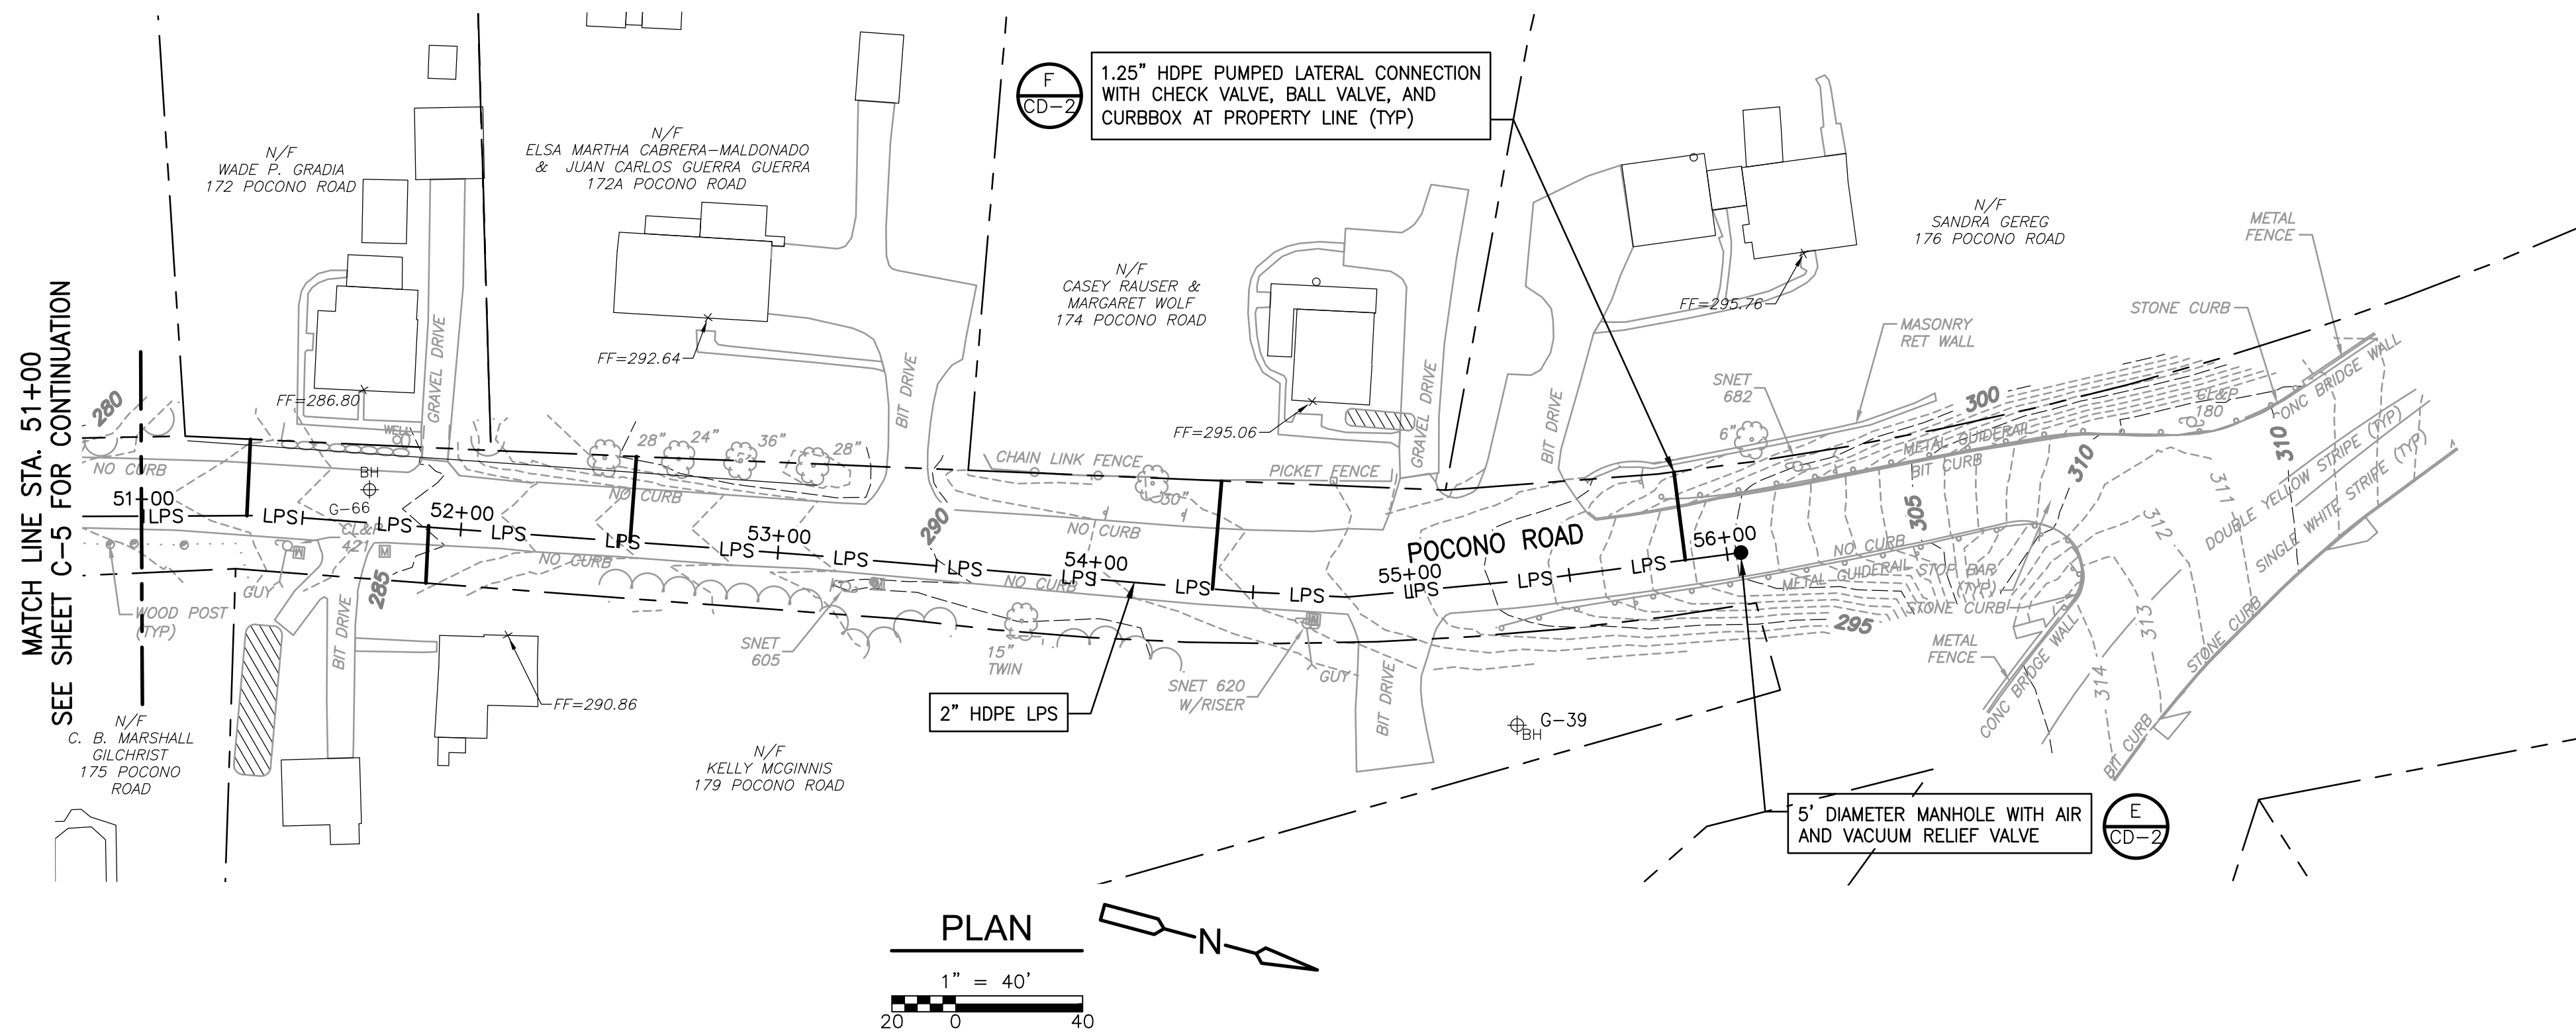 MATCH LINE STA. 51+00
SEE SHEET C-5 FOR CONTINUATION
F
CD-2
1.25" HDPE PUMPED LATERAL CONNECTION
WITH CHECK VALVE, BALL VALVE, AND
CURBBOX AT PROPERTY LINE (TYP)
N/F
WADE P. GRADIA
172 POCONO ROAD
N/F
ELSA MARTHA CABRERA-MALDONADO
& JUAN CARLOS GUERRA GUERRA
172A POCONO ROAD
N/F
CASEY RAUSER &
MARGARET WOLF
174 POCONO ROAD
N/F
SANDRA GEREG
176 POCONO ROAD
METAL
FENCE
STONE CURB
MASONRY
RET WALL
FF=286.80
FF=292.64
FF=295.06
FF=295.76
GRAVEL DRIVE
BIT DRIVE
GRAVEL DRIVE
BIT DRIVE
SNET
682
6"
300
CL&P
180
CONC BRIDGE WALL
280
WELL
28"
24"
36"
28"
CHAIN LINK FENCE
30"
PICKET FENCE
METAL GUIDERAIL
BIT CURB
310
310
311
312
313
314
305
DOUBLE YELLOW STRIPE (TYP)
SINGLE WHITE STRIPE (TYP)
NO CURB
BH
G-66
NO CURB
NO CURB
51+00
LPS
LPS
LPS
52+00
LPS
LPS
LPS
53+00
LPS
LPS
54+00
LPS
LPS
LPS
55+00
LPS
LPS
LPS
56+00
POCONO ROAD
CL&P
421
285
290
NO CURB
NO CURB
NO CURB
METAL GUIDERAIL
STOP BAR
(TYP)
STONE CURB
295
WOOD POST
(TYP)
GUY
M
M
BIT DRIVE
SNET
605
15"
TWIN
SNET 620
W/RISER
GUY
BIT DRIVE
METAL
FENCE
CONC BRIDGE WALL
STONE CURB
BIT CURB
FF=290.86
2" HDPE LPS
G-39
BH
N/F
C. B. MARSHALL
GILCHRIST
175 POCONO
ROAD
N/F
KELLY MCGINNIS
179 POCONO ROAD
5' DIAMETER MANHOLE WITH AIR
AND VACUUM RELIEF VALVE
E
CD-2
PLAN
N
1" = 40'
20 0 40